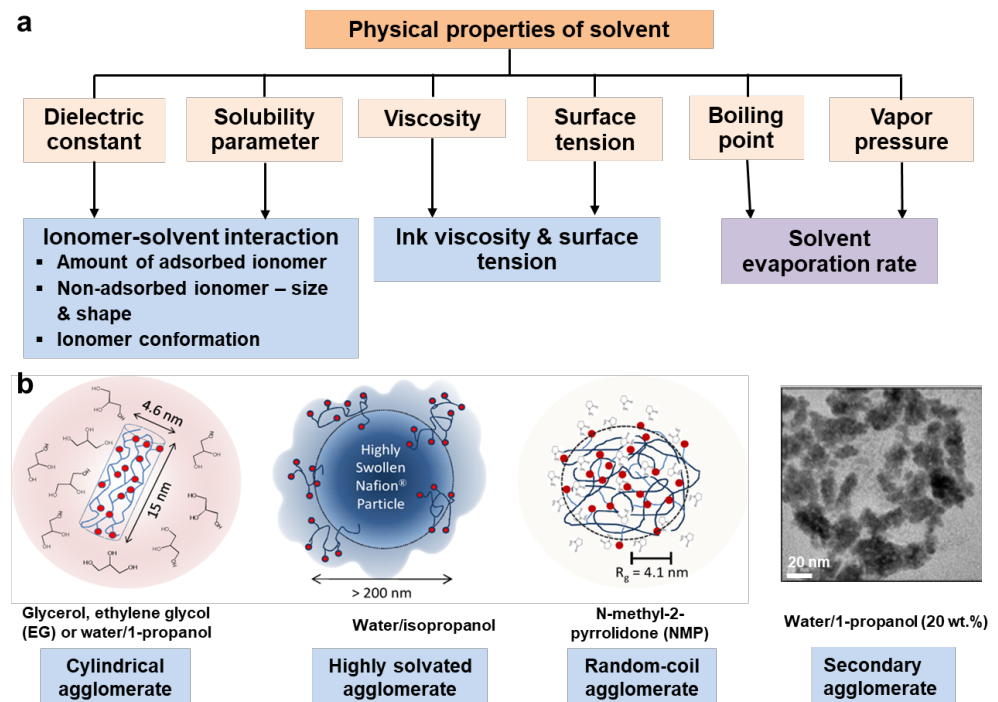 a
Physical properties of solvent
Dielectric
constant
Solubility
parameter
Viscosity
Surface
tension
Boiling
point
Vapor
pressure
Ionomer-solvent interaction
▪ Amount of adsorbed ionomer
▪ Non-adsorbed ionomer – size
& shape
▪ Ionomer conformation
Ink viscosity & surface
tension
Solvent
evaporation rate
b
4.6 nm
15 nm
Highly
Swollen
Nafion®
Particle
> 200 nm
Rg = 4.1 nm
20 nm
Glycerol, ethylene glycol
(EG) or water/1-propanol
Water/isopropanol
N-methyl-2-
pyrrolidone (NMP)
Water/1-propanol (20 wt.%)
Cylindrical
agglomerate
Highly solvated
agglomerate
Random-coil
agglomerate
Secondary
agglomerate